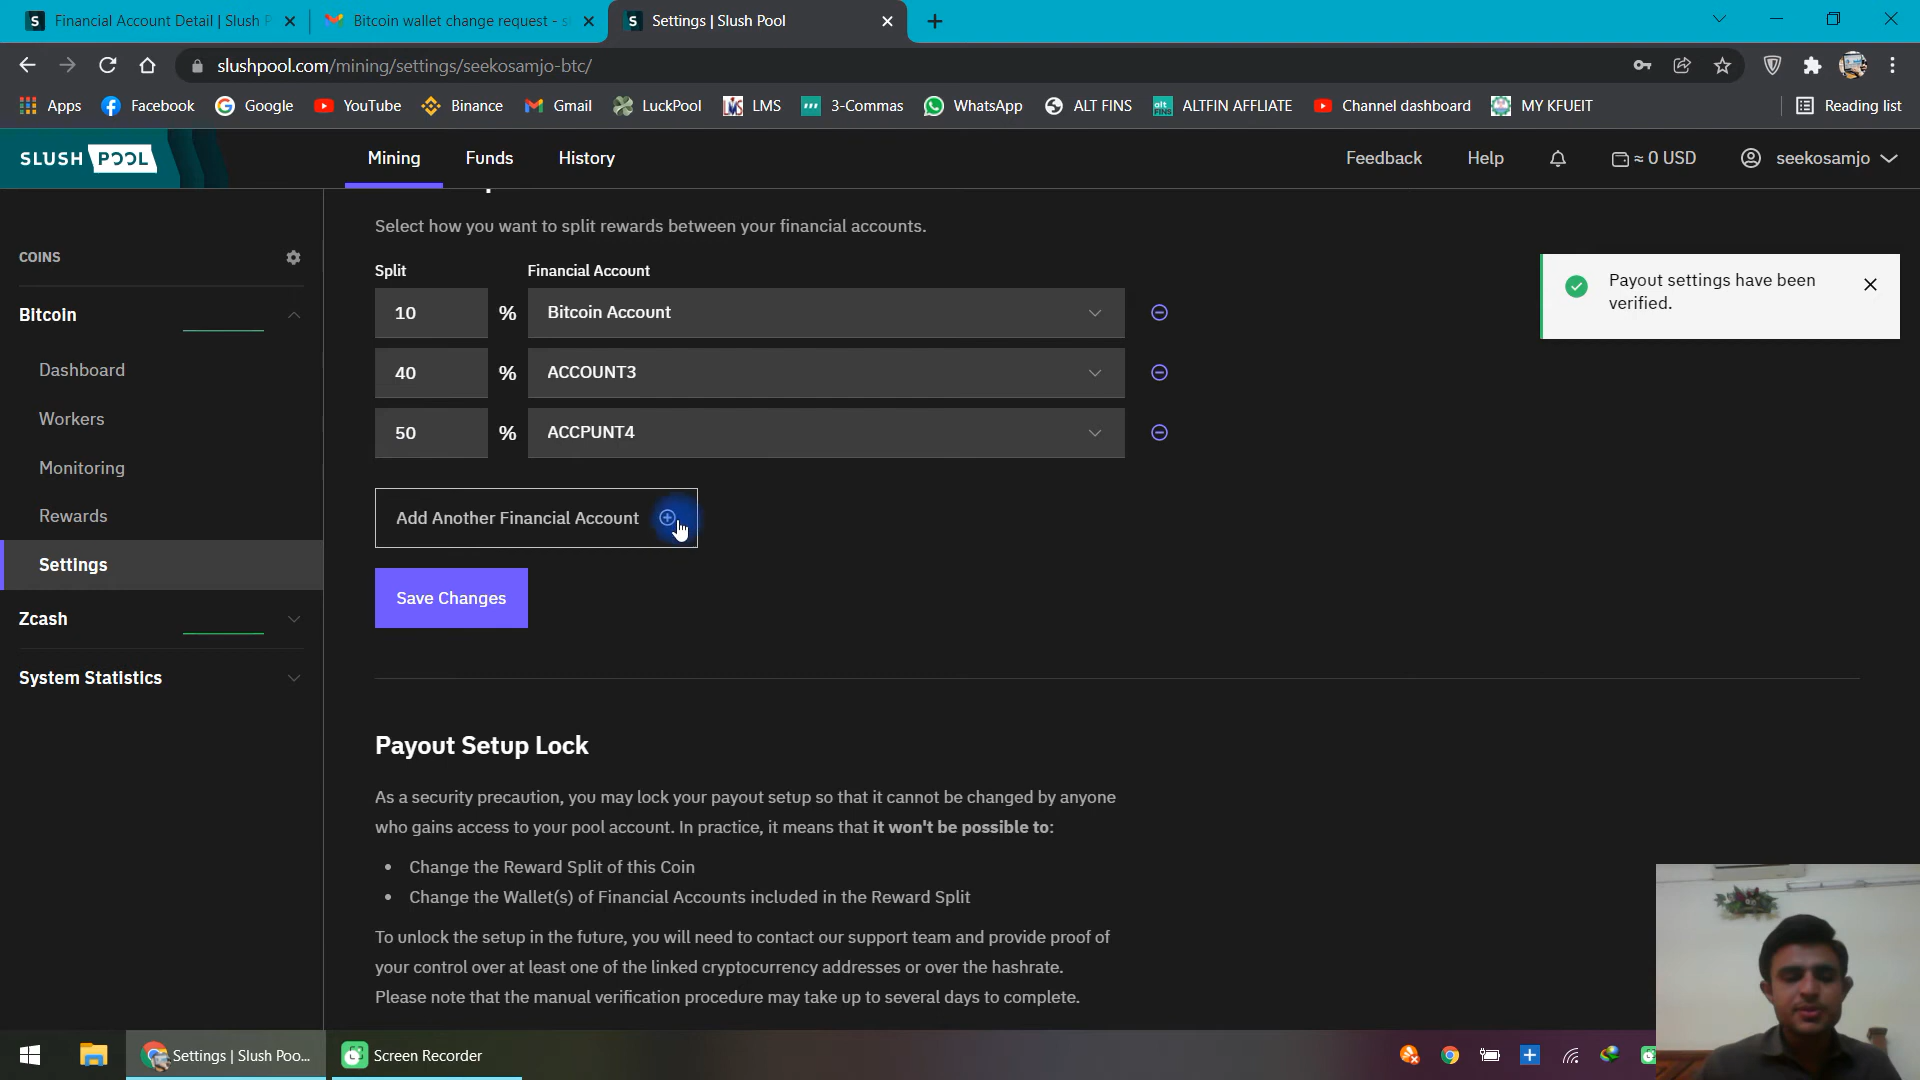 Financial Account Detail | Slush P
Bitcoin wallet change request - s
Settings | Slush Pool
slushpool.com/mining/settings/seekosamjo-btc/
Apps Facebook Google YouTube Binance Gmail LuckPool LMS 3-Commas WhatsApp ALT FINS ALTFIN AFFLIATE Channel dashboard MY KFUEIT Reading list
SLUSH POOL Mining Funds History Feedback Help ≈ 0 USD seekosamjo
COINS
Bitcoin
Dashboard
Workers
Monitoring
Rewards
Settings
Zcash
System Statistics
Select how you want to split rewards between your financial accounts.
Split Financial Account
10 % Bitcoin Account
40 % ACCOUNT3
50 % ACCPUNT4
Add Another Financial Account
Save Changes
Payout settings have been
verified.
Payout Setup Lock
As a security precaution, you may lock your payout setup so that it cannot be changed by anyone
who gains access to your pool account. In practice, it means that it won't be possible to:
• Change the Reward Split of this Coin
• Change the Wallet(s) of Financial Accounts included in the Reward Split
To unlock the setup in the future, you will need to contact our support team and provide proof of
your control over at least one of the linked cryptocurrency addresses or over the hashrate.
Please note that the manual verification procedure may take up to several days to complete.
Settings | Slush Poo... Screen Recorder